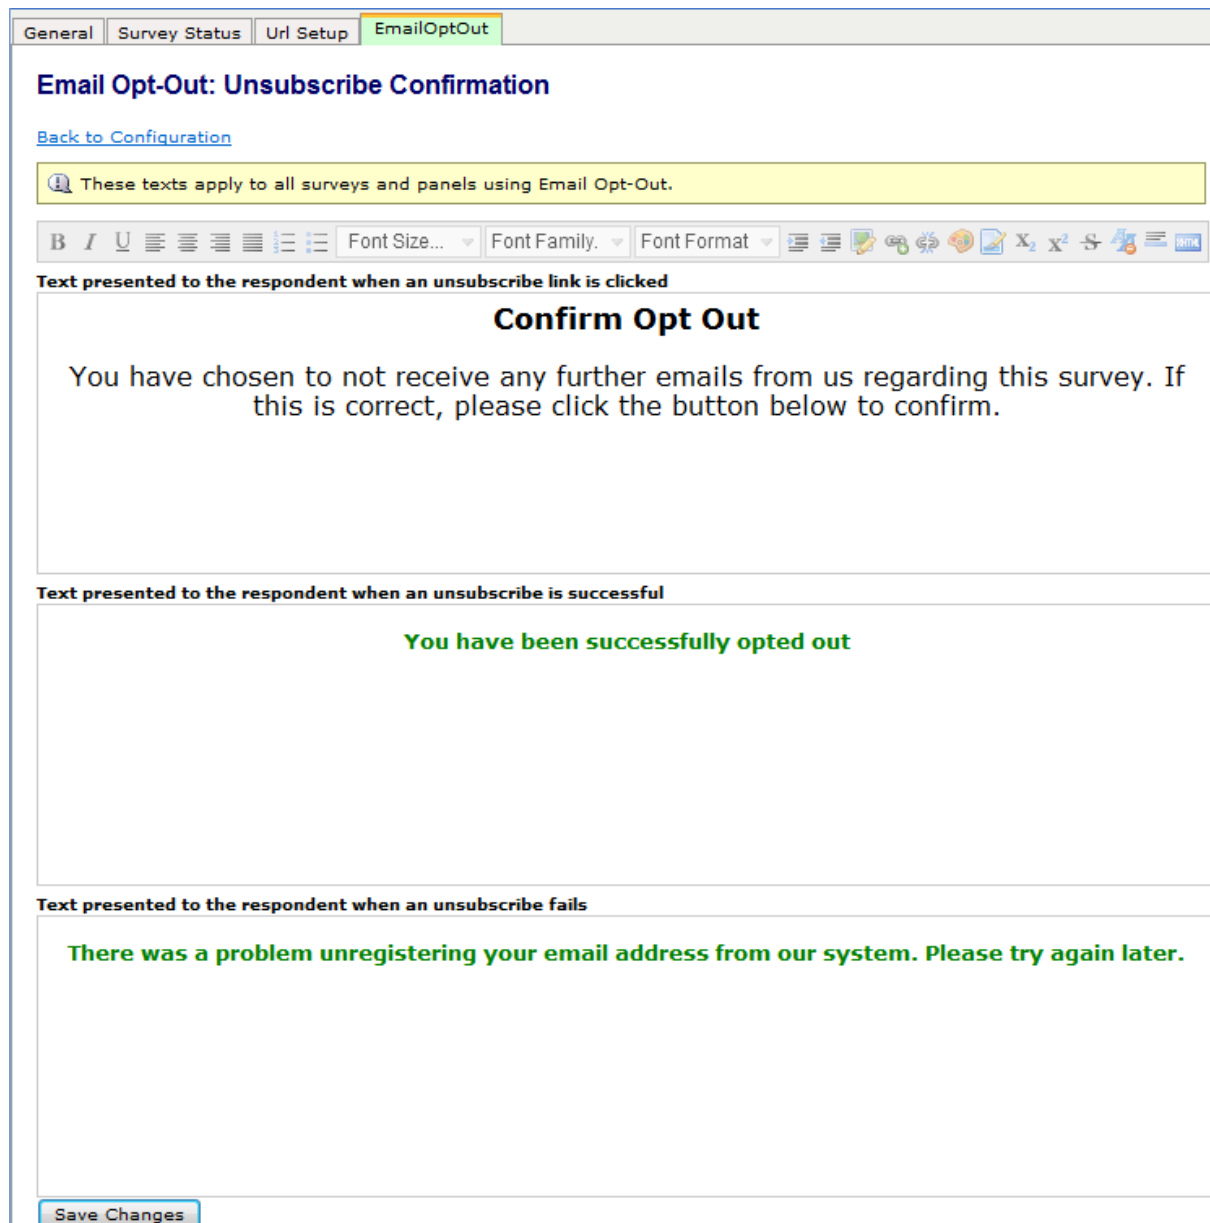 General Survey Status Url Setup EmailOptOut
Email Opt-Out: Unsubscribe Confirmation
Back to Configuration
These texts apply to all surveys and panels using Email Opt-Out.
B I U Font Size... Font Family. Font Format X₂ x² S HTML
Text presented to the respondent when an unsubscribe link is clicked
Confirm Opt Out
You have chosen to not receive any further emails from us regarding this survey. If
this is correct, please click the button below to confirm.
Text presented to the respondent when an unsubscribe is successful
You have been successfully opted out
Text presented to the respondent when an unsubscribe fails
There was a problem unregistering your email address from our system. Please try again later.
Save Changes